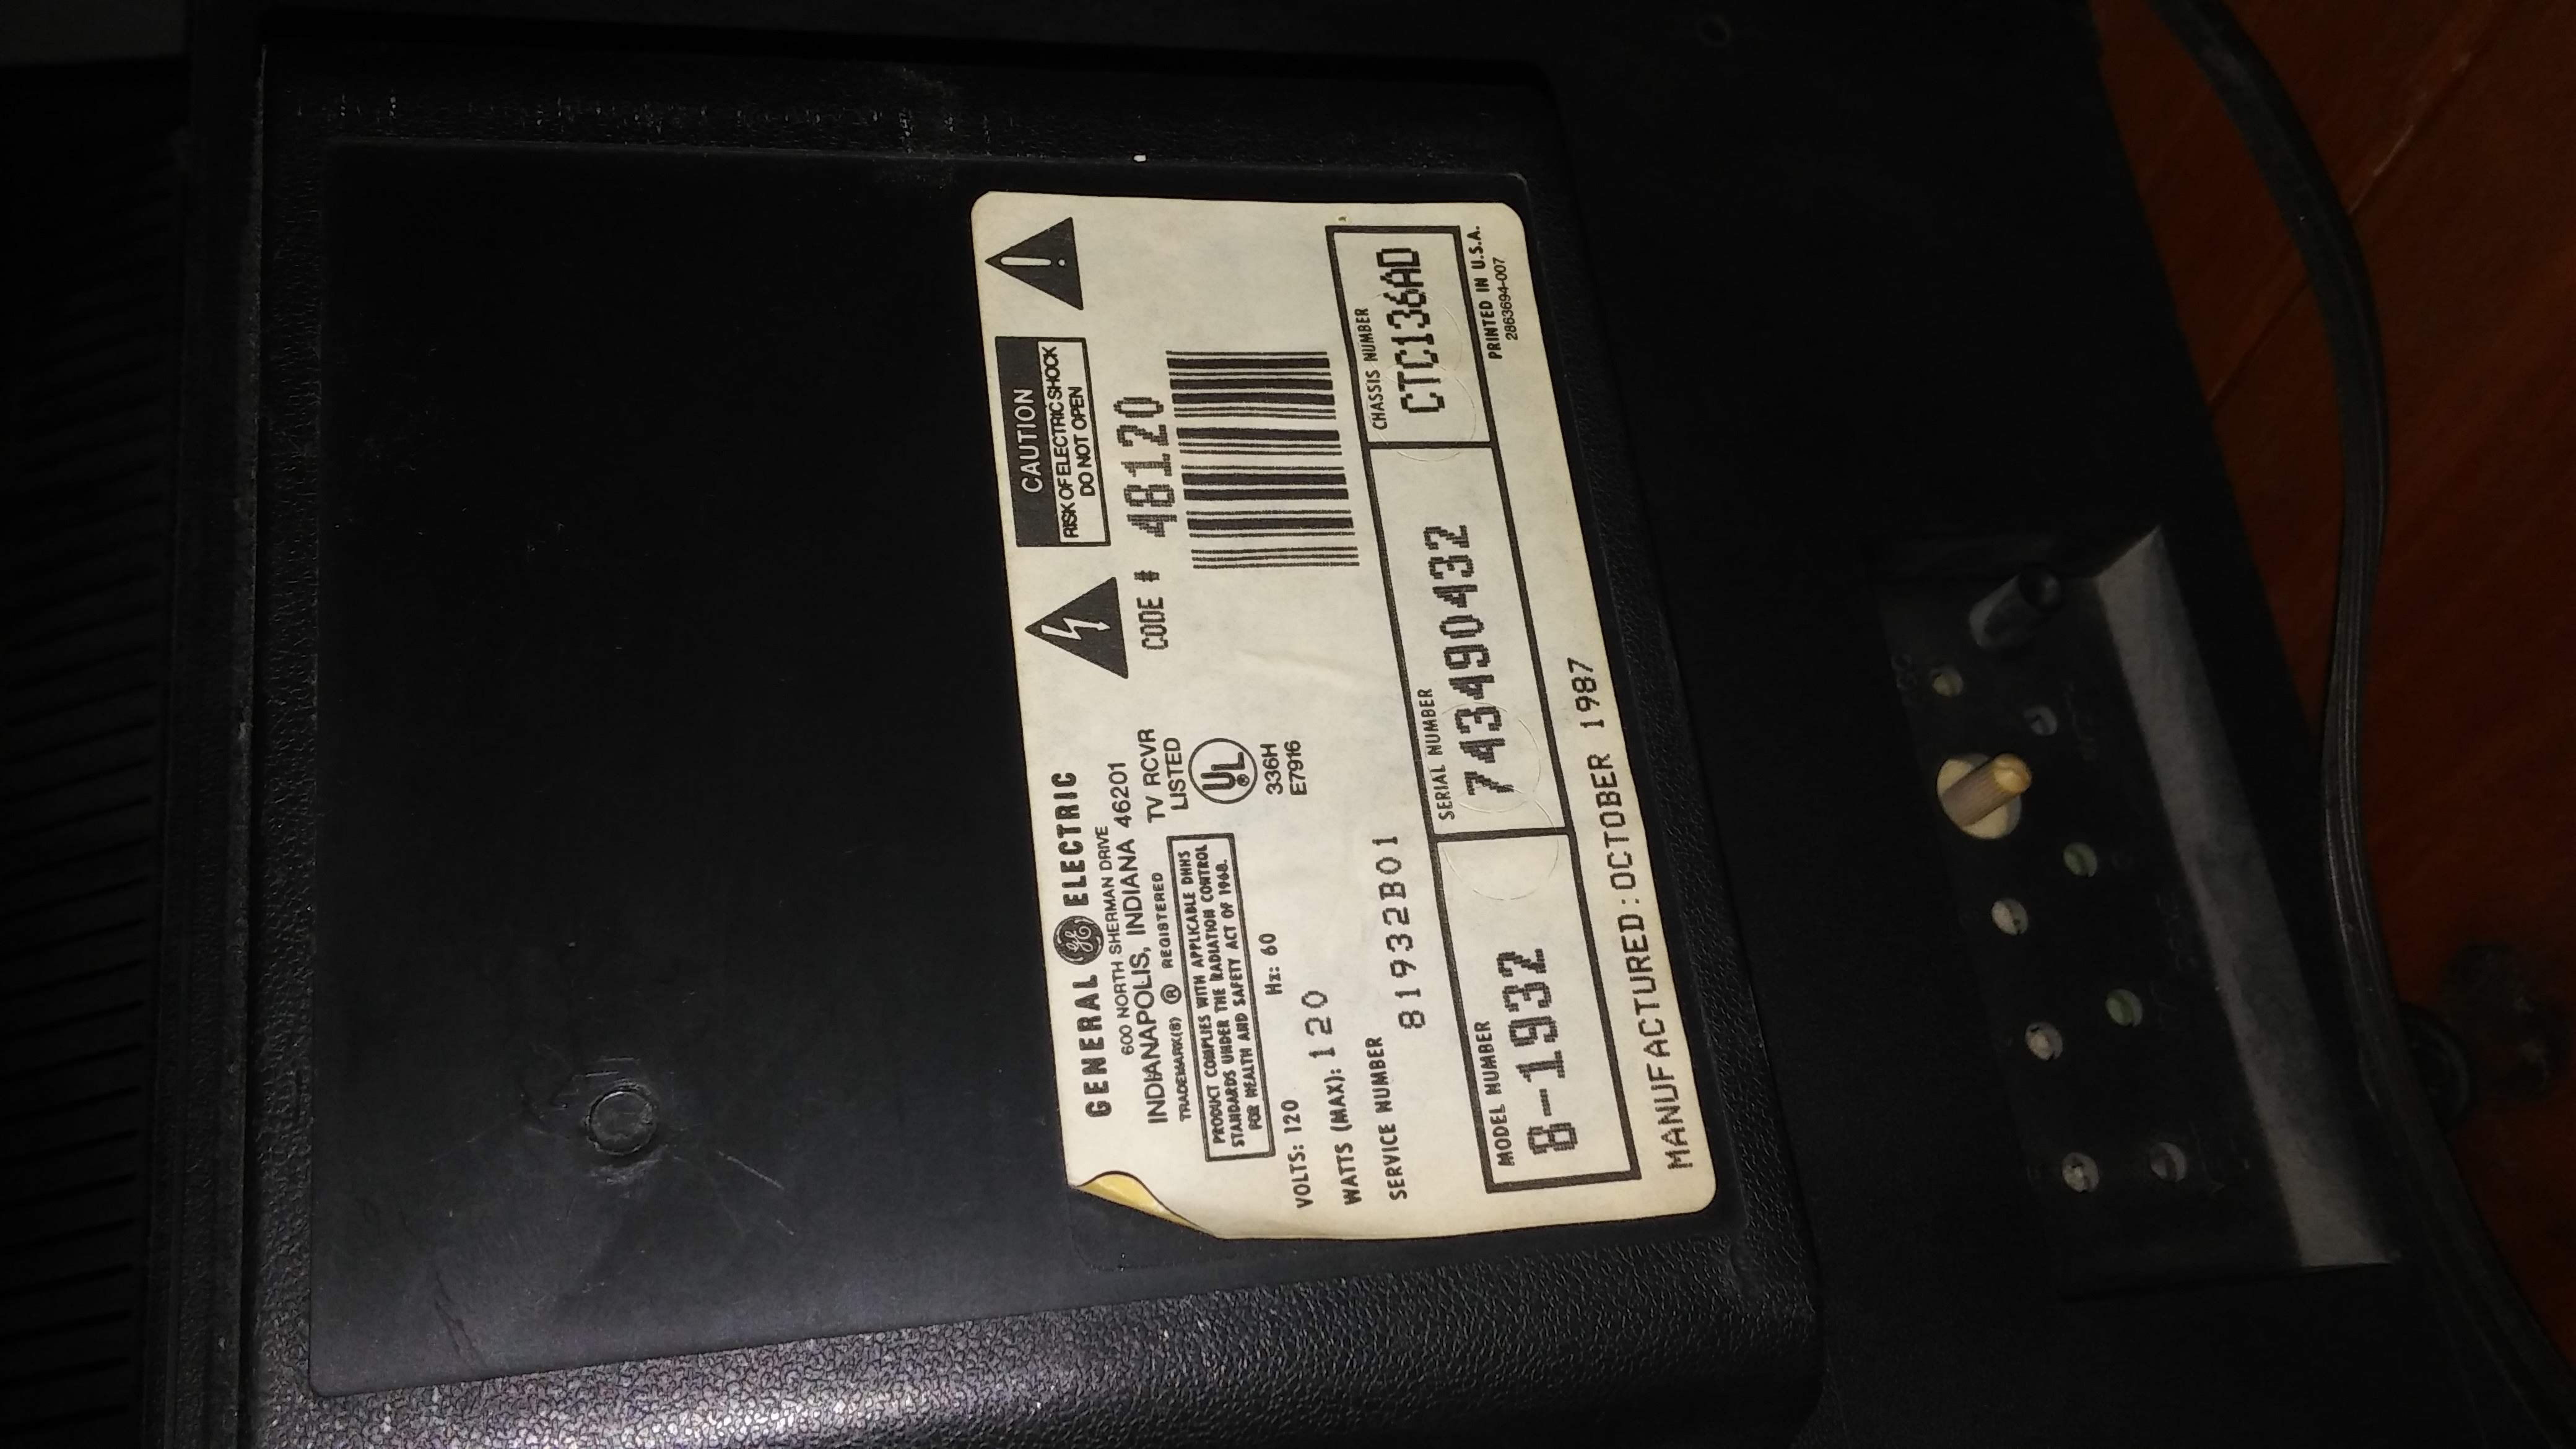 GENERAL GE ELECTRIC
600 NORTH SHERMAN DRIVE
INDIANAPOLIS, INDIANA 46201
TRADEMARK(S) ® REGISTERED
PRODUCT COMPLIES WITH APPLICABLE DHHS
STANDARDS UNDER THE RADIATION CONTROL
FOR HEALTH AND SAFETY ACT OF 1968.
TV RCVR
LISTED
UL ®
336H
E7916
CAUTION
RISK OF ELECTRIC SHOCK
DO NOT OPEN
CODE # 48120
VOLTS: 120 Hz: 60
WATTS (MAX): 120
SERVICE NUMBER
81932B01
MODEL NUMBER
8-1932
SERIAL NUMBER
743490432
CHASSIS NUMBER
CTC136AD
MANUFACTURED: OCTOBER 1987
PRINTED IN U.S.A.
2863694-007